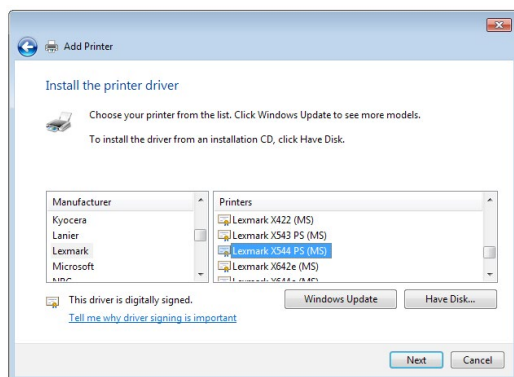 Add Printer
Install the printer driver
Choose your printer from the list. Click Windows Update to see more models.
To install the driver from an installation CD, click Have Disk.
Manufacturer
Kyocera
Lanier
Lexmark
Microsoft
Printers
Lexmark X422 (MS)
Lexmark X543 PS (MS)
Lexmark X544 PS (MS)
Lexmark X642e (MS)
This driver is digitally signed.
Tell me why driver signing is important
Windows Update
Have Disk...
Next
Cancel